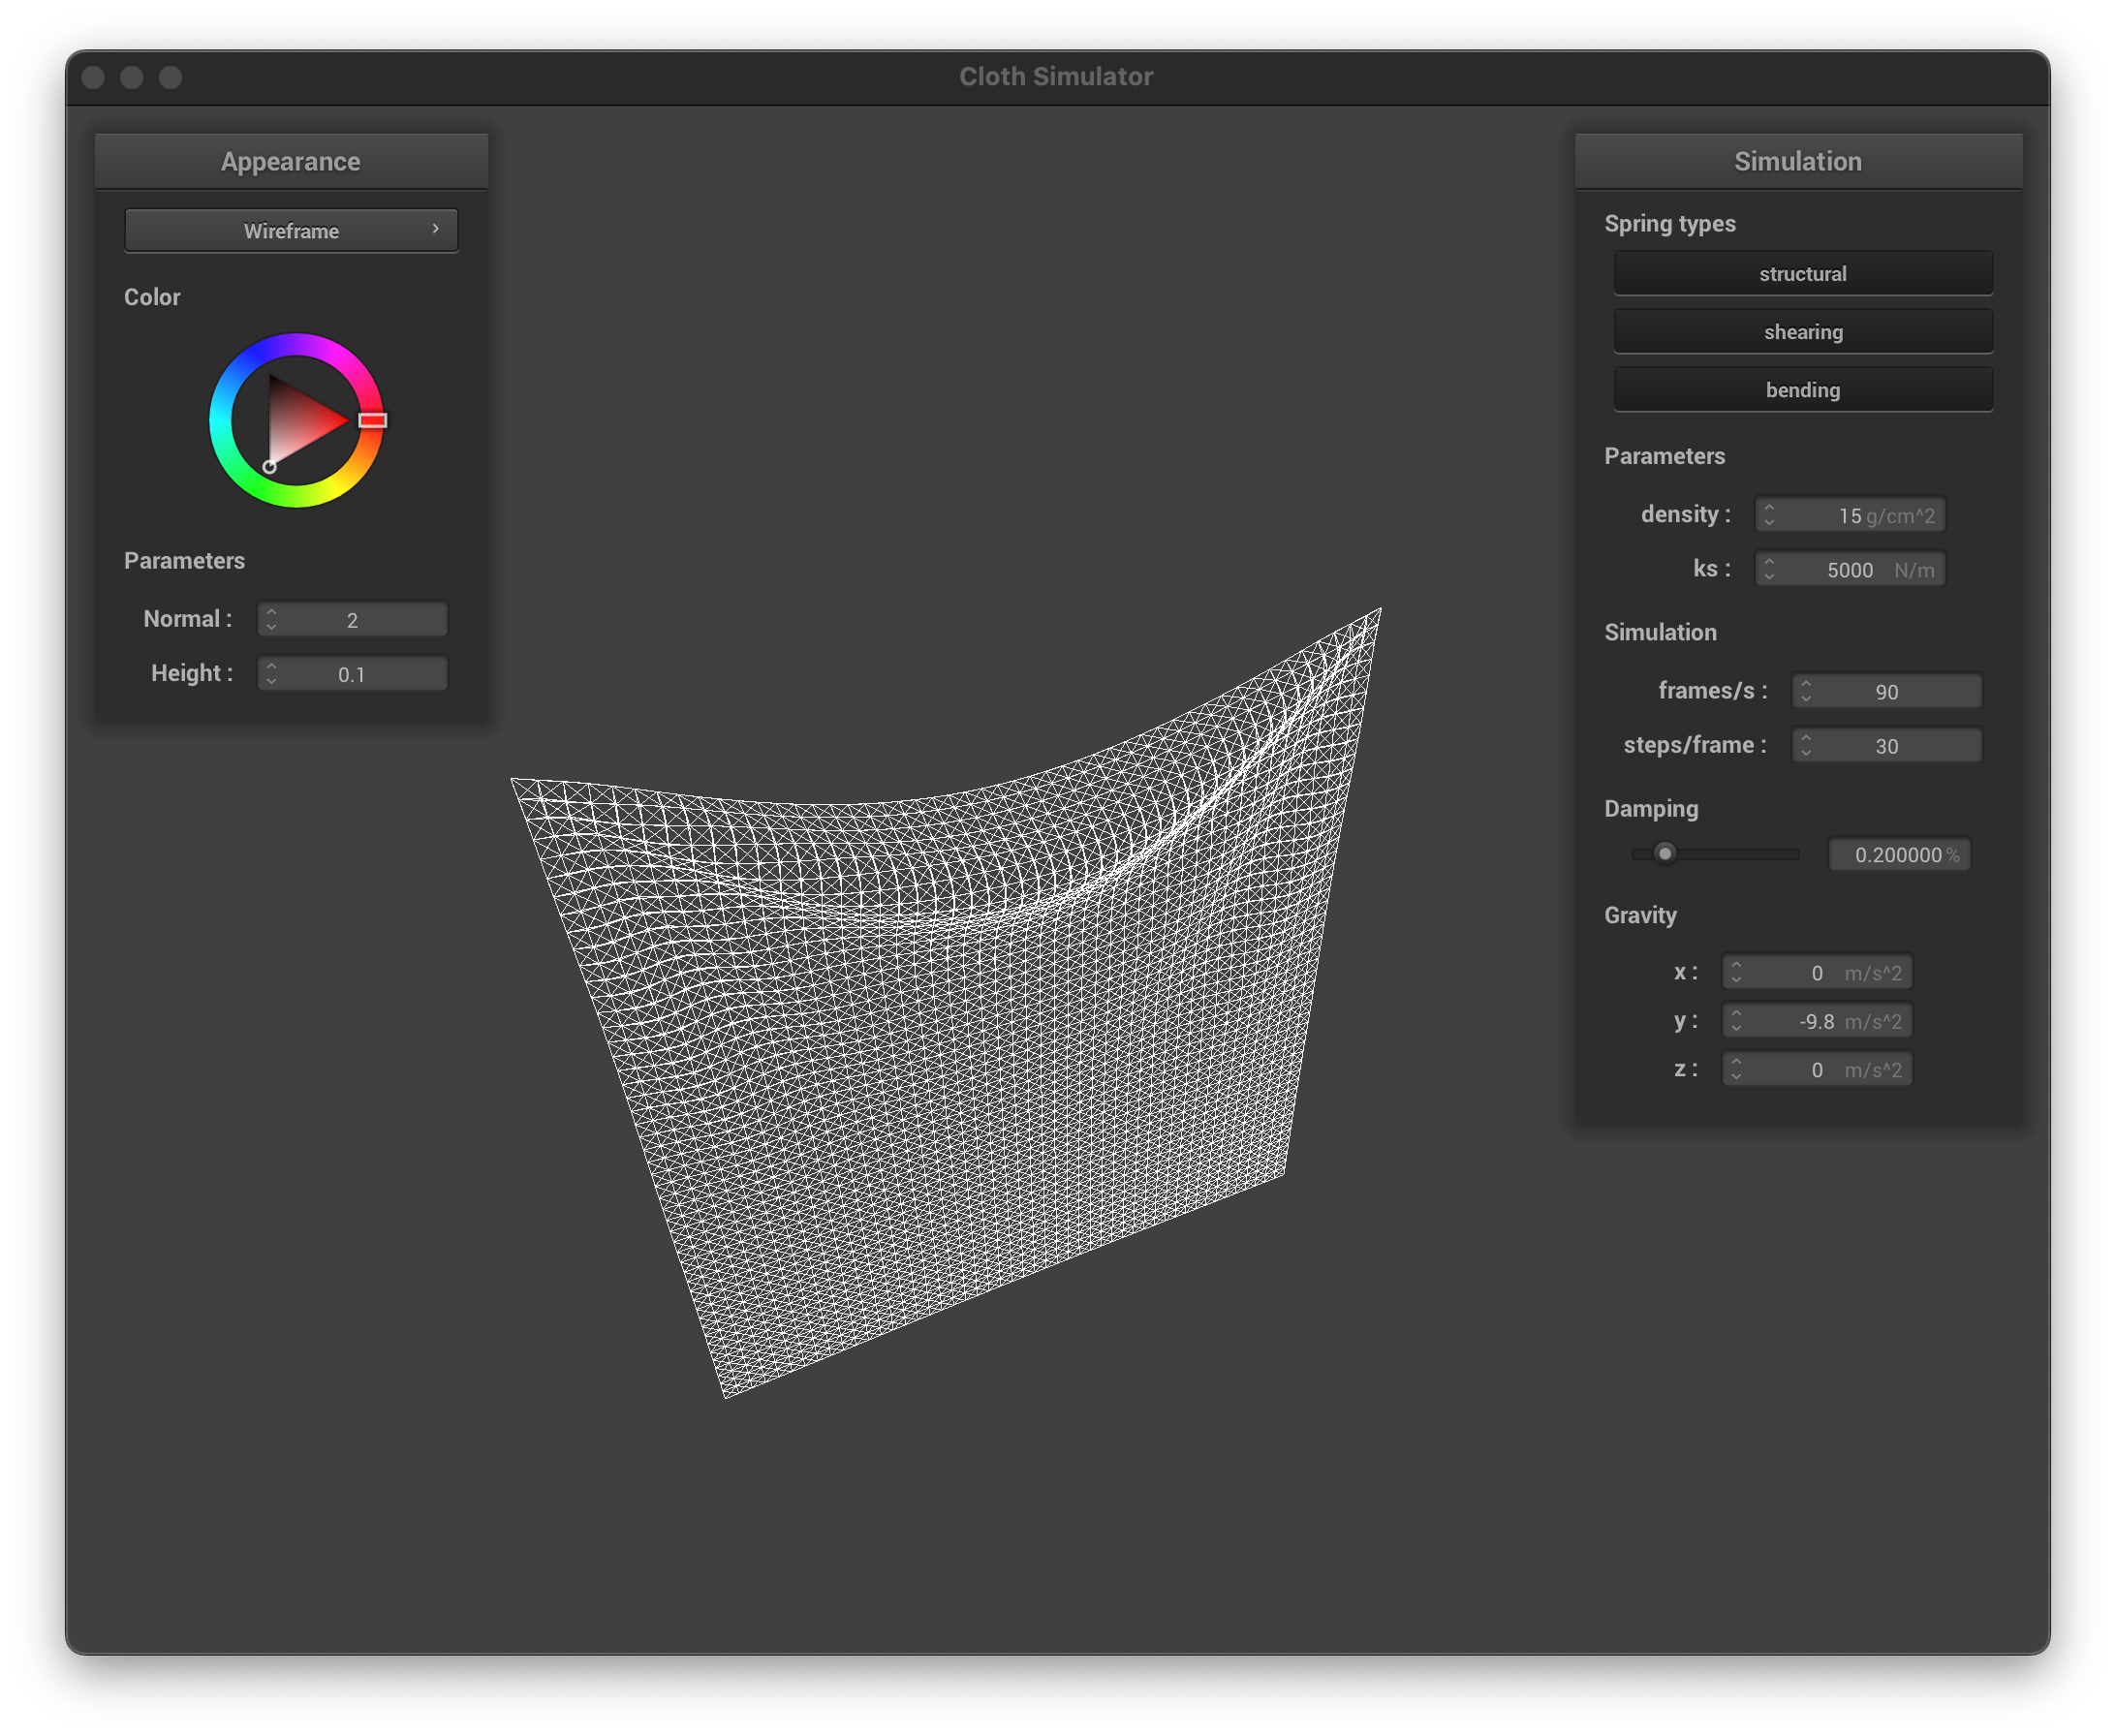 Cloth Simulator
Appearance
Wireframe
Color
Parameters
Normal : 2
Height : 0.1
Simulation
Spring types
structural
shearing
bending
Parameters
density : 15 g/cm^2
ks : 5000 N/m
Simulation
frames/s : 90
steps/frame : 30
Damping
0.200000 %
Gravity
x : 0 m/s^2
y : -9.8 m/s^2
z : 0 m/s^2